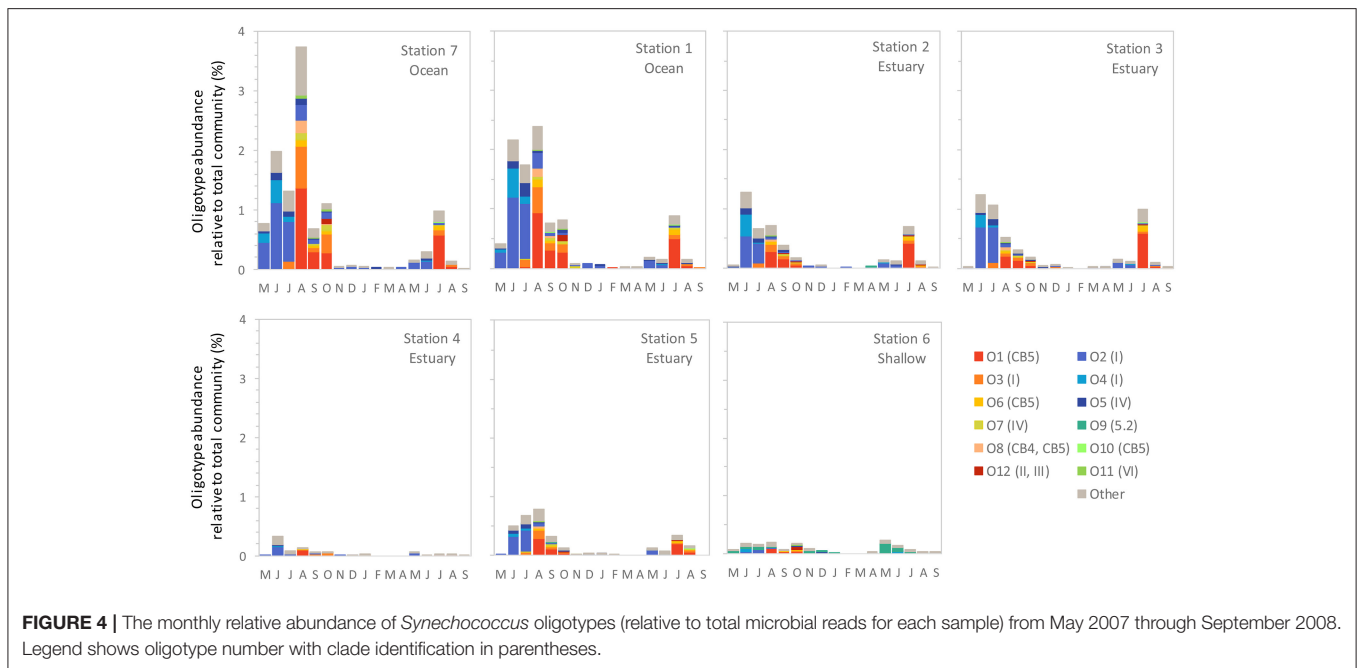 Oligotype abundance
relative to total community (%)
4
3
2
1
0
Station 7
Ocean
M J J A S O N D J F M A M J J A S
Station 1
Ocean
M J J A S O N D J F M A M J J A S
Station 2
Estuary
M J J A S O N D J F M A M J J A S
Station 3
Estuary
M J J A S O N D J F M A M J J A S
Oligotype abundance
relative to total community (%)
4
3
2
1
0
Station 4
Estuary
M J J A S O N D J F M A M J J A S
Station 5
Estuary
M J J A S O N D J F M A M J J A S
Station 6
Shallow
M J J A S O N D J F M A M J J A S
O1 (CB5) O2 (I)
O3 (I) O4 (I)
O6 (CB5) O5 (IV)
O7 (IV) O9 (5.2)
O8 (CB4, CB5) O10 (CB5)
O12 (II, III) O11 (VI)
Other
FIGURE 4 | The monthly relative abundance of Synechococcus oligotypes (relative to total microbial reads for each sample) from May 2007 through September 2008.
Legend shows oligotype number with clade identification in parentheses.